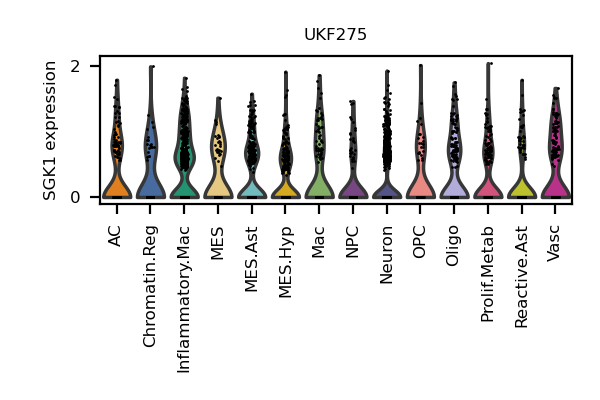 UKF275
SGK1 expression
2
0
AC
Chromatin.Reg
Inflammatory.Mac
MES
MES.Ast
MES.Hyp
Mac
NPC
Neuron
OPC
Oligo
Prolif.Metab
Reactive.Ast
Vasc